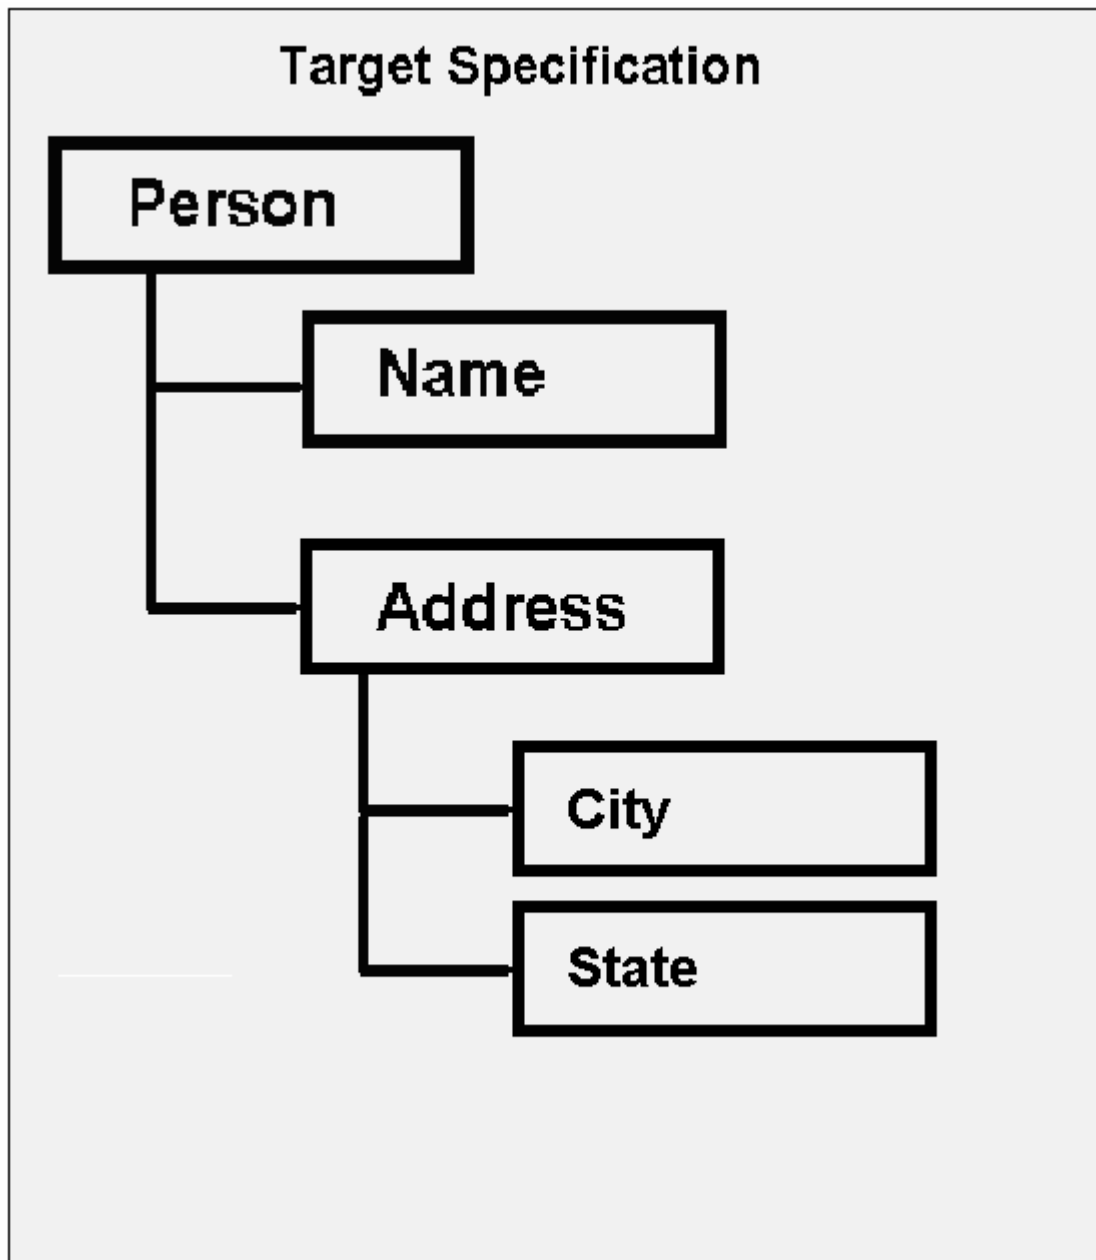 Target Specification
Person
Name
Address
City
State